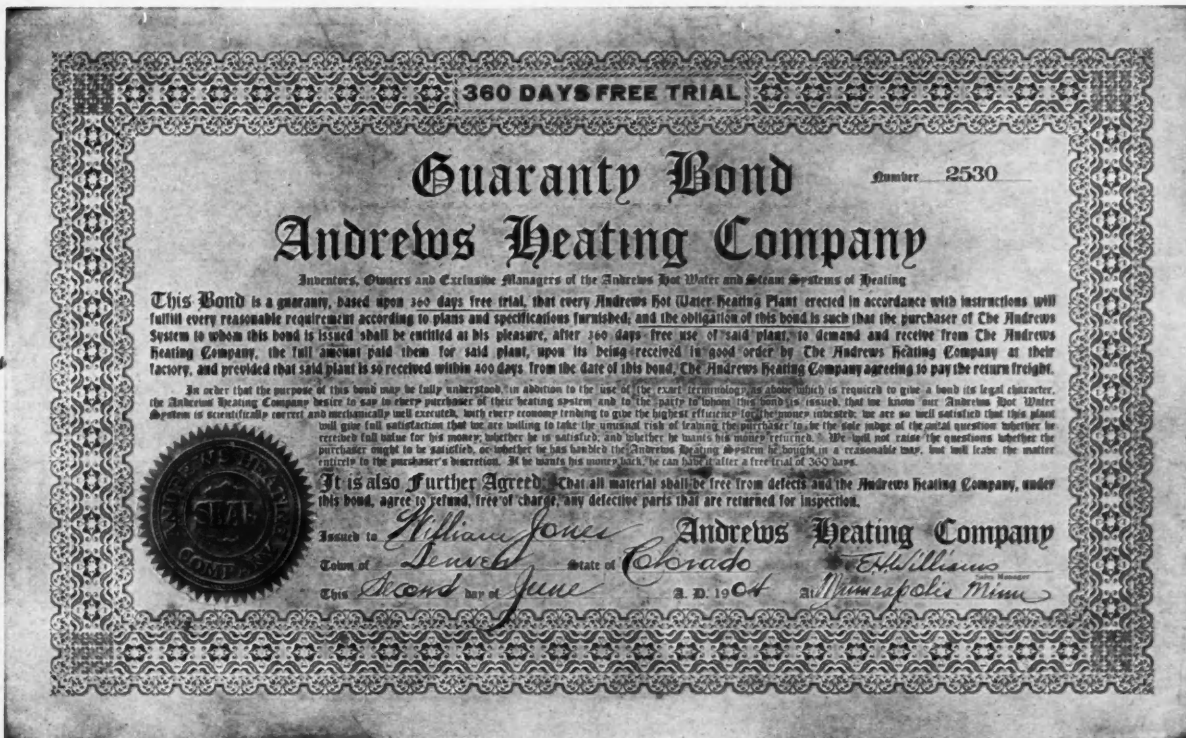 360 DAYS FREE TRIAL
Guaranty Bond
Number 2530
Andrews Heating Company
Inventors, Owners and Exclusive Managers of the Andrews Hot Water and Steam Systems of Heating
This Bond is a guaranty, based upon 360 days free trial, that every Andrews Hot Water Heating Plant erected in accordance with instructions will
fulfill every reasonable requirement according to plans and specifications furnished; and the obligation of this bond is such that the purchaser of The Andrews
System to whom this bond is issued shall be entitled at his pleasure, after 360 days free use of said plant, to demand and receive from The Andrews
Heating Company, the full amount paid them for said plant, upon its being received in good order by The Andrews Heating Company at their
factory, and provided that said plant is so received within 400 days, from the date of this bond, The Andrews Heating Company agreeing to pay the return freight.
In order that the purpose of this bond may be fully understood, in addition to the use of the exact terminology as above which is required to give a bond its legal character,
the Andrews Heating Company desire to say to every purchaser of their heating system and to the party to whom this bond is issued, that we know our Andrews Hot Water
System is scientifically correct and mechanically well executed, with every economy tending to give the highest efficiency for the money invested; we are so well satisfied that this plant
will give full satisfaction that we are willing to take the unusual risk of leaving the purchaser to be the sole judge of the vital question whether he
received full value for his money; whether he is satisfied, and whether he wants his money returned. We will not raise the questions whether the
purchaser ought to be satisfied, or whether he has handled the Andrews Heating System he bought in a reasonable way, but will leave the matter
entirely to the purchaser's discretion. If he wants his money back, he can have it after a free trial of 360 days.
It is also Further Agreed: That all material shall be free from defects and the Andrews Heating Company, under
this bond, agree to refund, free of charge, any defective parts that are returned for inspection.
ANDREWS HEATING COMPANY
SEAL
Issued to William Jones Andrews Heating Company
Town of Denver State of Colorado E H Williams
Sales Manager
This Second day of June A. D. 1904 At Minneapolis Minn